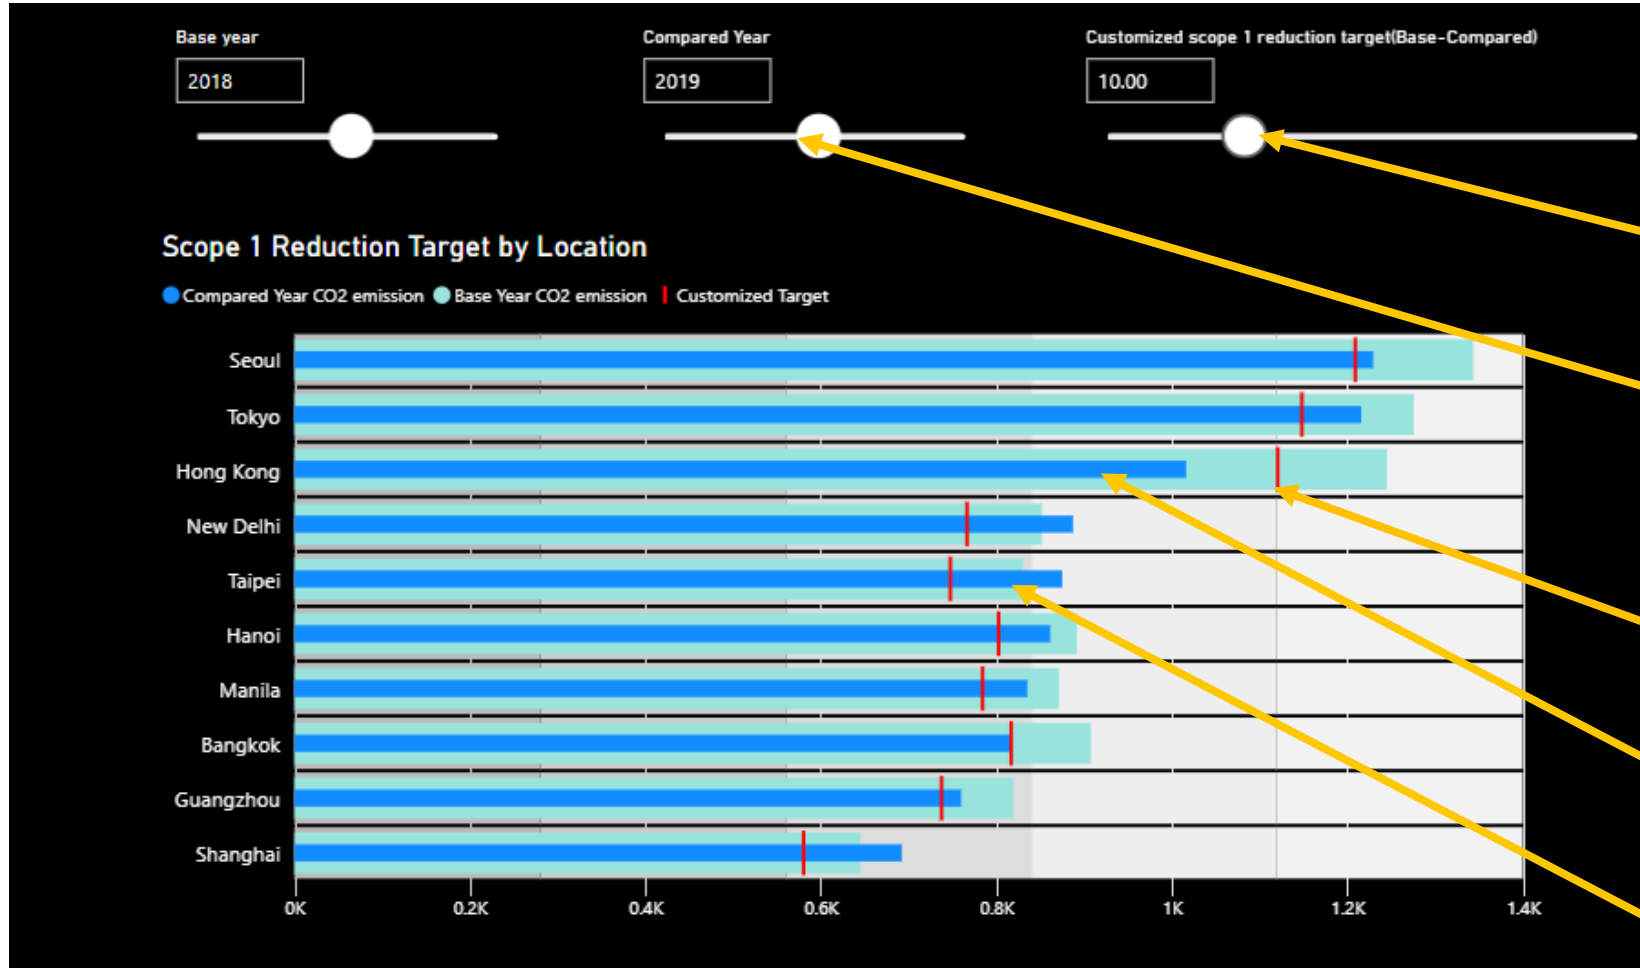 Base year
Compared Year
Customized scope 1 reduction target(Base-Compared)
2018
2019
10.00
Scope 1 Reduction Target by Location
Compared Year CO2 emission
Base Year CO2 emission
Customized Target
Seoul
Tokyo
Hong Kong
New Delhi
Taipei
Hanoi
Manila
Bangkok
Guangzhou
Shanghai
0K
0.2K
0.4K
0.6K
0.8K
1K
1.2K
1.4K